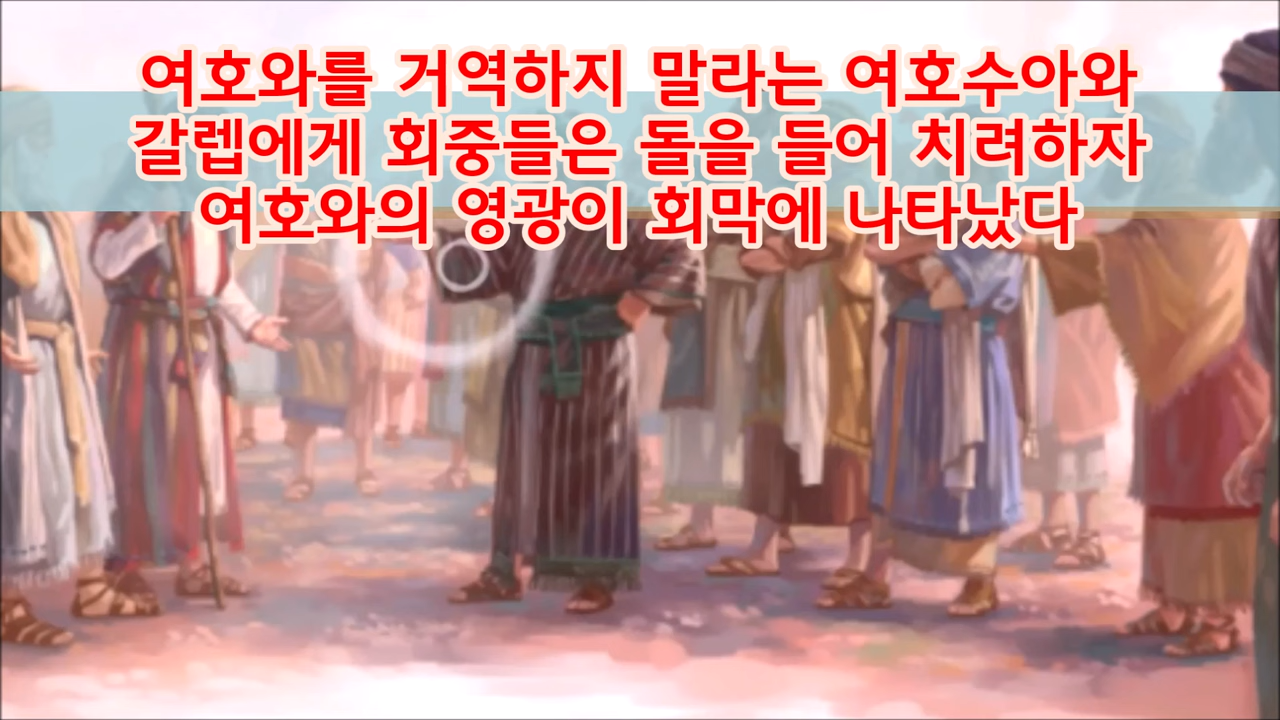 여호와를 거역하지 말라는 여호수아와
갈렙에게 회중들은 돌을 들어 치려하자
여호와의 영광이 회막에 나타났다